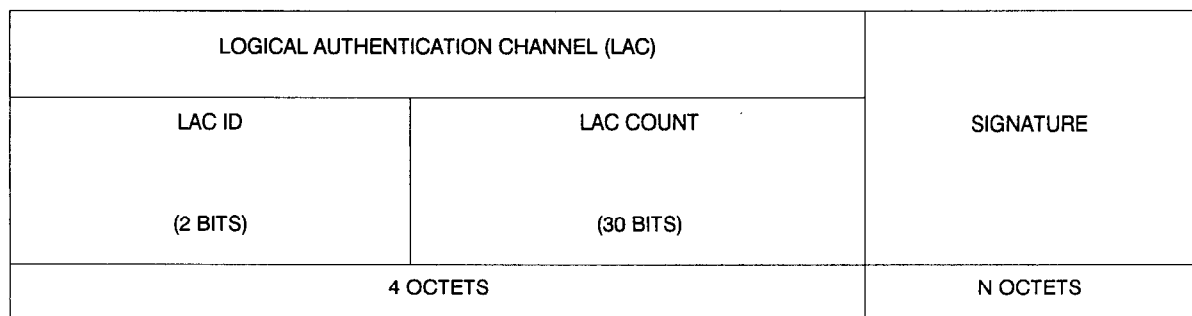 LOGICAL AUTHENTICATION CHANNEL (LAC)
LAC ID
LAC COUNT
SIGNATURE
(2 BITS)
(30 BITS)
4 OCTETS
N OCTETS